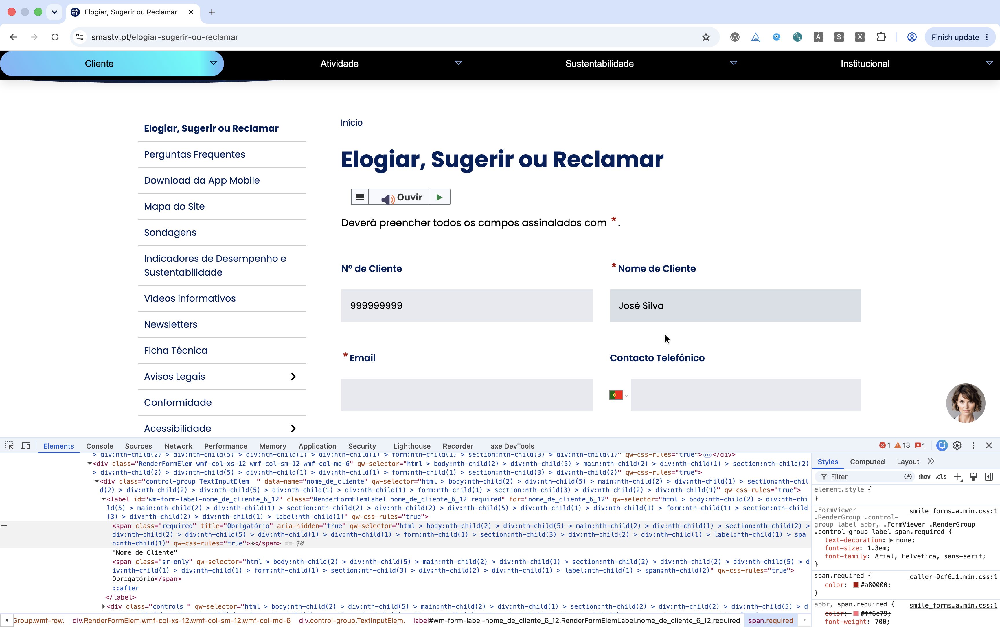 Elogiar, Sugerir ou Reclamar
smastv.pt/elogiar-sugerir-ou-reclamar
Finish update
Cliente
Atividade
Sustentabilidade
Institucional
Elogiar, Sugerir ou Reclamar
Perguntas Frequentes
Download da App Mobile
Mapa do Site
Sondagens
Indicadores de Desempenho e
Sustentabilidade
Vídeos informativos
Newsletters
Ficha Técnica
Avisos Legais
Conformidade
Acessibilidade
Início
Elogiar, Sugerir ou Reclamar
Ouvir
Deverá preencher todos os campos assinalados com *.
Nº de Cliente
* Nome de Cliente
999999999
José Silva
* Email
Contacto Telefónico
Elements Console Sources Network Performance Memory Application Security Lighthouse Recorder axe DevTools
1 13 1
> div:nth-child(2) > div:nth-child(5) > div:nth-child(1) > div:nth-child(1) > form:nth-child(1) > section:nth-child(3) > div:nth-child(1)" qw-css-rules="true">…</div>
<div class="RenderFormElem wmf-col-xs-12 wmf-col-sm-12 wmf-col-md-6" qw-selector="html > body:nth-child(2) > div:nth-child(5) > main:nth-child(2) > div:nth-child(1) > section:nth-child(2)
> div:nth-child(2) > div:nth-child(5) > div:nth-child(1) > div:nth-child(1) > form:nth-child(1) > section:nth-child(3) > div:nth-child(2)" qw-css-rules="true">
<div class="control-group TextInputElem  " data-name="nome_de_cliente" qw-selector="html > body:nth-child(2) > div:nth-child(5) > main:nth-child(2) > div:nth-child(1) > section:nth-chil
d(2) > div:nth-child(2) > div:nth-child(5) > div:nth-child(1) > div:nth-child(1) > form:nth-child(1) > section:nth-child(3) > div:nth-child(2) > div:nth-child(1)" qw-css-rules="true">
<label id="wm-form-label-nome_de_cliente_6_12" class="RenderFormElemLabel nome_de_cliente_6_12 required" for="nome_de_cliente_6_12" qw-selector="html > body:nth-child(2) > div:nth-chi
ld(5) > main:nth-child(2) > div:nth-child(1) > section:nth-child(2) > div:nth-child(2) > div:nth-child(5) > div:nth-child(1) > div:nth-child(1) > form:nth-child(1) > section:nth-child
(3) > div:nth-child(2) > div:nth-child(1) > label:nth-child(1)" qw-css-rules="true">
<span class="required" title="Obrigatório" aria-hidden="true" qw-selector="html > body:nth-child(2) > div:nth-child(5) > main:nth-child(2) > div:nth-child(1) > section:nth-child(2) >
div:nth-child(2) > div:nth-child(5) > div:nth-child(1) > div:nth-child(1) > form:nth-child(1) > section:nth-child(3) > div:nth-child(2) > div:nth-child(1) > label:nth-child(1) > spa
n:nth-child(1)" qw-css-rules="true">*</span> == $0
"Nome de Cliente"
<span class="sr-only" qw-selector="html > body:nth-child(2) > div:nth-child(5) > main:nth-child(2) > div:nth-child(1) > section:nth-child(2) > div:nth-child(2) > div:nth-child(5) > d
iv:nth-child(1) > div:nth-child(1) > form:nth-child(1) > section:nth-child(3) > div:nth-child(2) > div:nth-child(1) > label:nth-child(1) > span:nth-child(2)" qw-css-rules="true">
Obrigatório</span>
::after
</label>
<div class="controls " qw-selector="html > body:nth-child(2) > div:nth-child(5) > main:nth-child(2) > div:nth-child(1) > section:nth-child(2) > div:nth-child(2) > div:nth-child(5) > d
Group.wmf-row. div.RenderFormElem.wmf-col-xs-12.wmf-col-sm-12.wmf-col-md-6 div.control-group.TextInputElem. label#wm-form-label-nome_de_cliente_6_12.RenderFormElemLabel.nome_de_cliente_6_12.required span.required
Styles Computed Layout
Filter :hov .cls
element.style {
}
.FormViewer smile_forms…a.min.css:1
.RenderGroup .control-
group label abbr, .FormViewer .RenderGroup
.control-group label span.required {
text-decoration: none;
font-size: 1.3em;
font-family: Arial, Helvetica, sans-serif;
}
span.required { caller-9cf6…1.min.css:1
color: #a80000;
}
abbr, span.required { smile_forms…a.min.css:1
color: #ff6c79;
font-weight: 700;